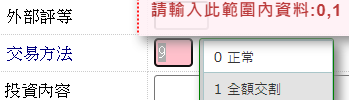 外部評等
請輸入此範圍內資料:0,1
交易方法
9
0 正常
投資內容
1 全額交割